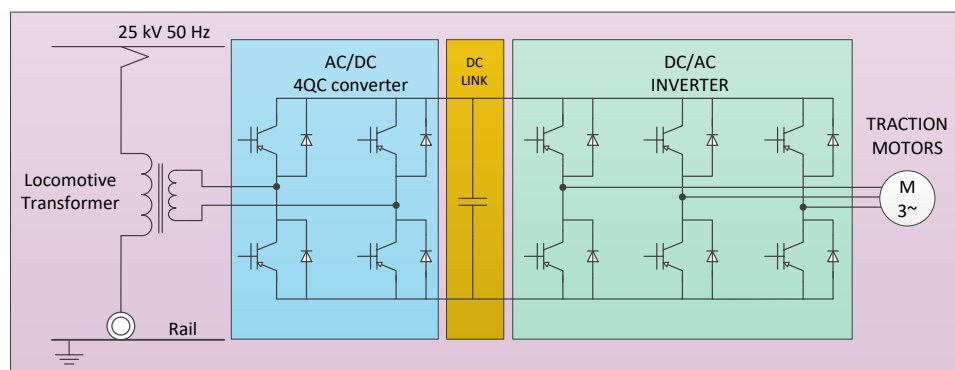 25 kV 50 Hz
AC/DC
4QC converter
DC
LINK
DC/AC
INVERTER
TRACTION
MOTORS
M
3~
Locomotive
Transformer
Rail